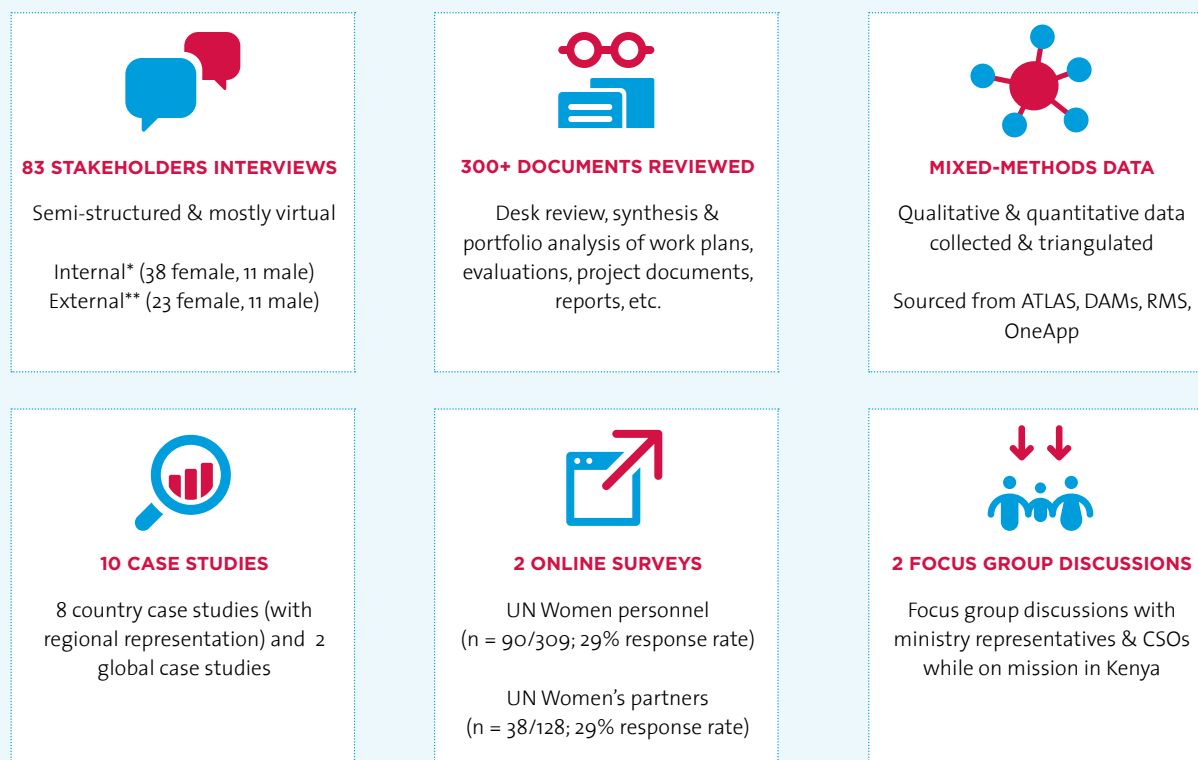 83 STAKEHOLDERS INTERVIEWS
Semi-structured & mostly virtual
Internal* (38 female, 11 male)
External** (23 female, 11 male)
300+ DOCUMENTS REVIEWED
Desk review, synthesis &
portfolio analysis of work plans,
evaluations, project documents,
reports, etc.
MIXED-METHODS DATA
Qualitative & quantitative data
collected & triangulated
Sourced from ATLAS, DAMs, RMS,
OneApp
10 CASE STUDIES
8 country case studies (with
regional representation) and 2
global case studies
2 ONLINE SURVEYS
UN Women personnel
(n = 90/309; 29% response rate)
UN Women's partners
(n = 38/128; 29% response rate)
2 FOCUS GROUP DISCUSSIONS
Focus group discussions with
ministry representatives & CSOs
while on mission in Kenya